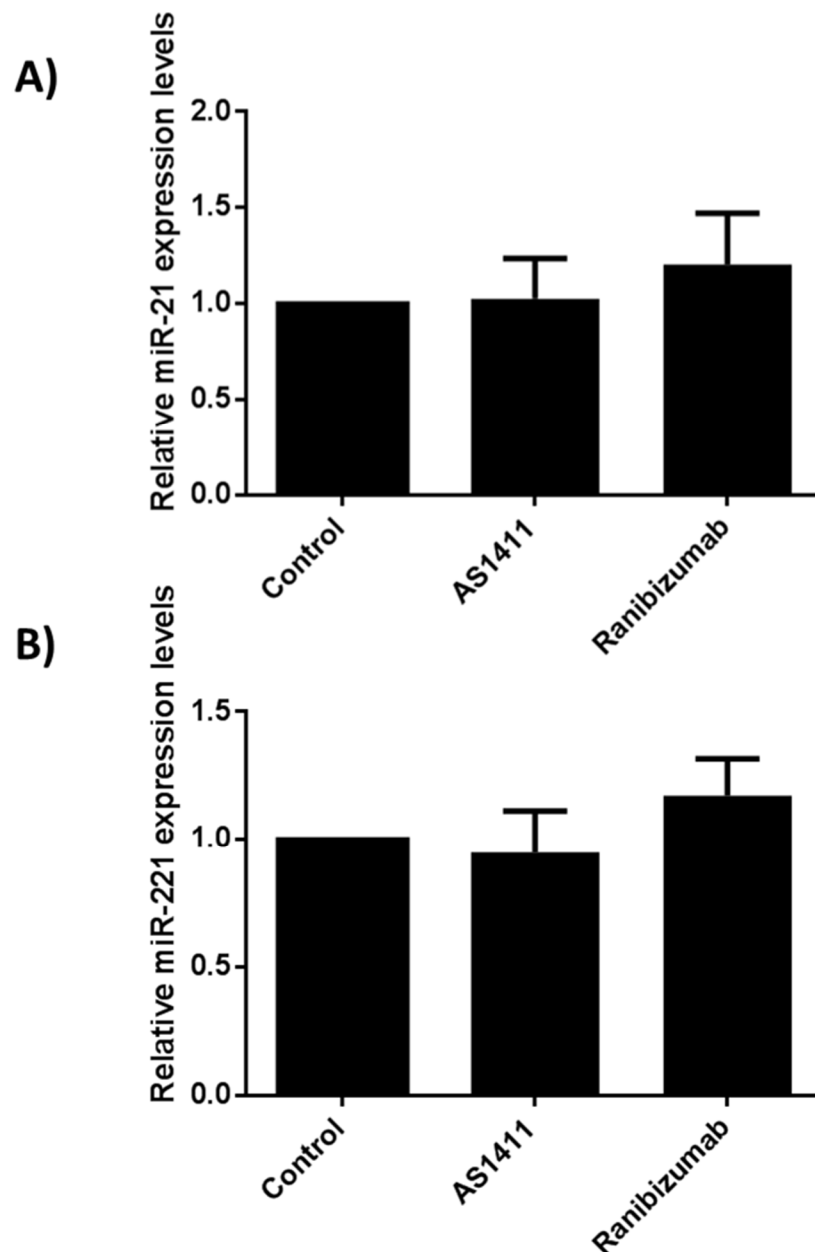 A)
Relative miR-21 expression levels
2.0
1.5
1.0
0.5
0.0
Control
AS1411
Ranibizumab
B)
Relative miR-221 expression levels
1.5
1.0
0.5
0.0
Control
AS1411
Ranibizumab